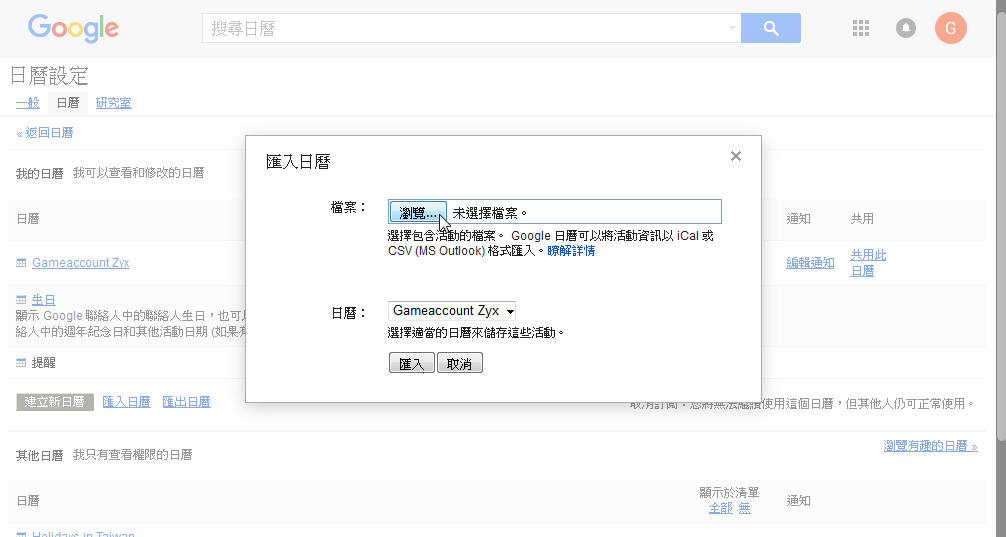 Google
搜尋日曆
G
日曆設定
一般
日曆
研究室
« 返回日曆
我的日曆 我可以查看和修改的日曆
日曆
通知
共用
Gameaccount Zyx
編輯通知
共用此
日曆
生日
顯示 Google 聯絡人中的聯絡人生日，也可
絡人中的週年紀念日和其他活動日期 (如果
提醒
建立新日曆
匯入日曆
匯出日曆
取消訂閱：您將無法繼續使用這個日曆，但其他人仍可正常使用。
匯入日曆
×
檔案：
瀏覽...
未選擇檔案。
選擇包含活動的檔案。 Google 日曆可以將活動資訊以 iCal 或
CSV (MS Outlook) 格式匯入。瞭解詳情
日曆：
Gameaccount Zyx
選擇適當的日曆來儲存這些活動。
匯入
取消
其他日曆 我只有查看權限的日曆
瀏覽有趣的日曆 »
日曆
顯示於清單
全部 無
通知
Holidays in Taiwan